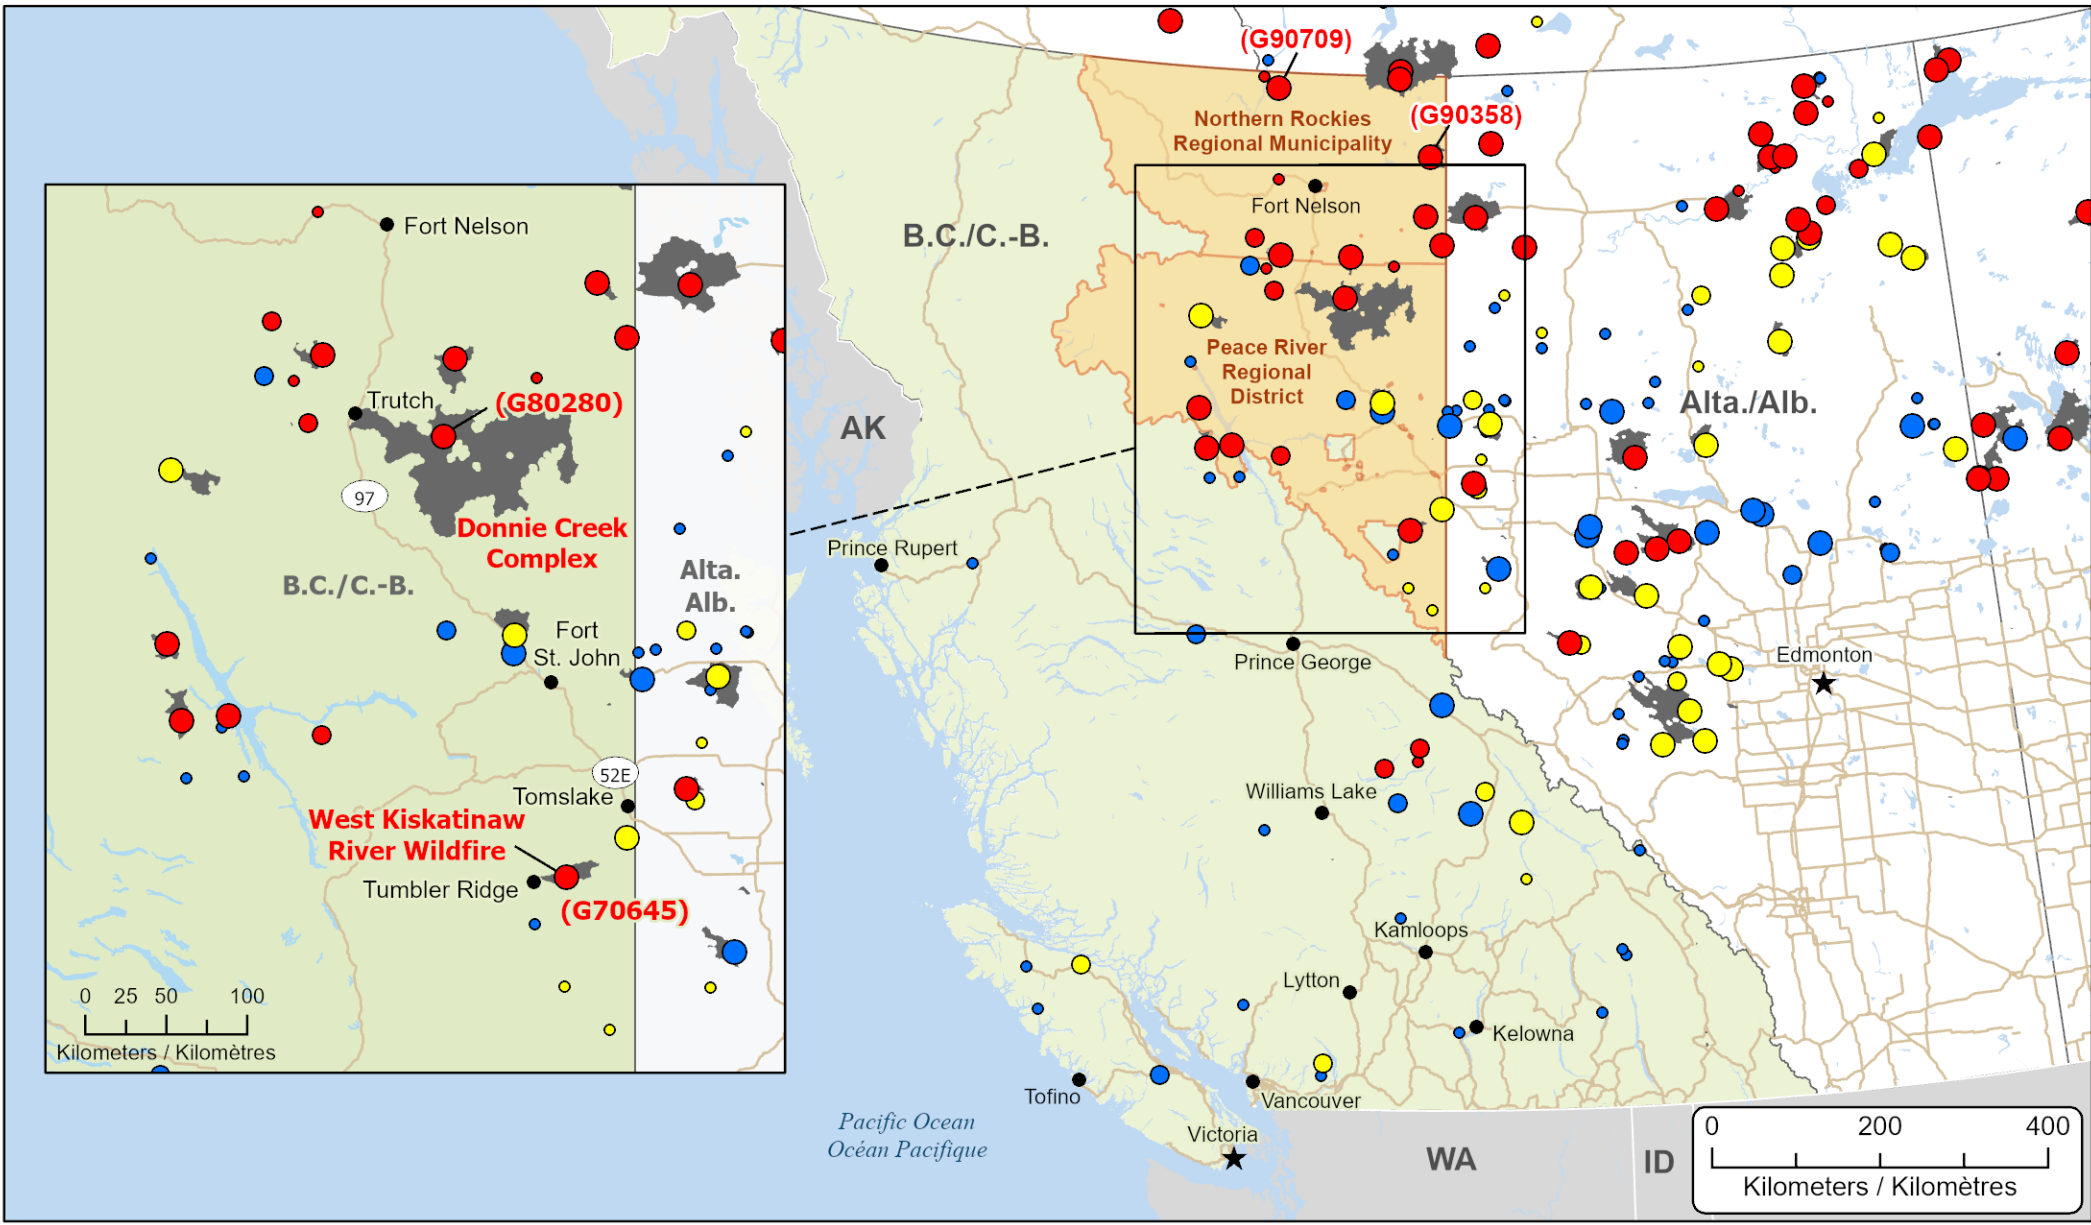 (G90709)
(G90358)
Northern Rockies
Regional Municipality
Fort Nelson
B.C./C.-B.
Peace River
Regional
District
AK
Alta./Alb.
Prince Rupert
Prince George
Edmonton
Williams Lake
Kamloops
Lytton
Kelowna
Tofino
Vancouver
Victoria
Pacific Ocean
Océan Pacifique
WA
ID
0 200 400
Kilometers / Kilomètres
Fort Nelson
Trutch
(G80280)
97
Donnie Creek
Complex
B.C./C.-B.
Alta.
Alb.
Fort
St. John
52E
Tomslake
West Kiskatinaw
River Wildfire
Tumbler Ridge
(G70645)
0 25 50 100
Kilometers / Kilomètres